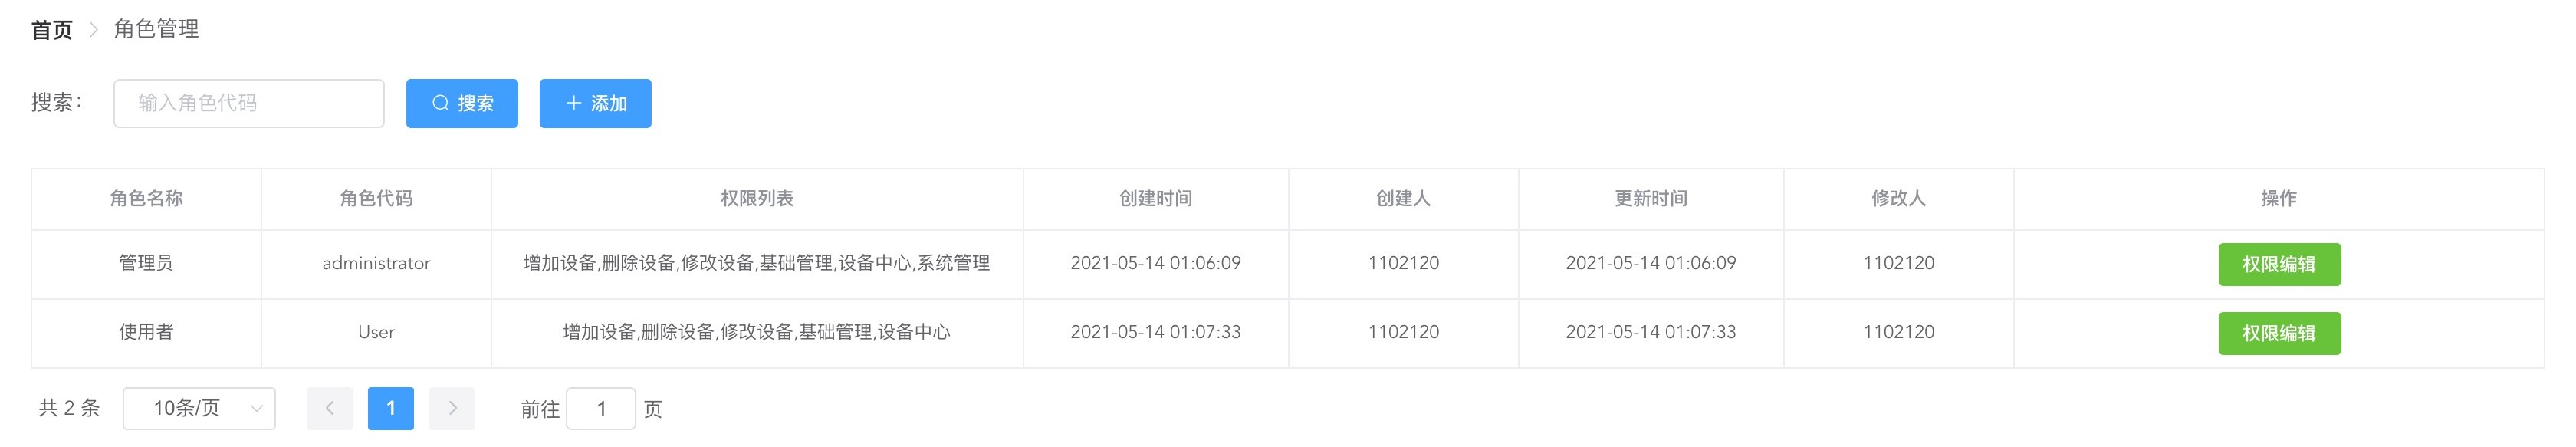 首页 > 角色管理
搜索： 输入角色代码 搜索 + 添加
角色名称 角色代码 权限列表 创建时间 创建人 更新时间 修改人 操作
管理员 administrator 增加设备,删除设备,修改设备,基础管理,设备中心,系统管理 2021-05-14 01:06:09 1102120 2021-05-14 01:06:09 1102120 权限编辑
使用者 User 增加设备,删除设备,修改设备,基础管理,设备中心 2021-05-14 01:07:33 1102120 2021-05-14 01:07:33 1102120 权限编辑
共 2 条 10条/页 < 1 > 前往 1 页